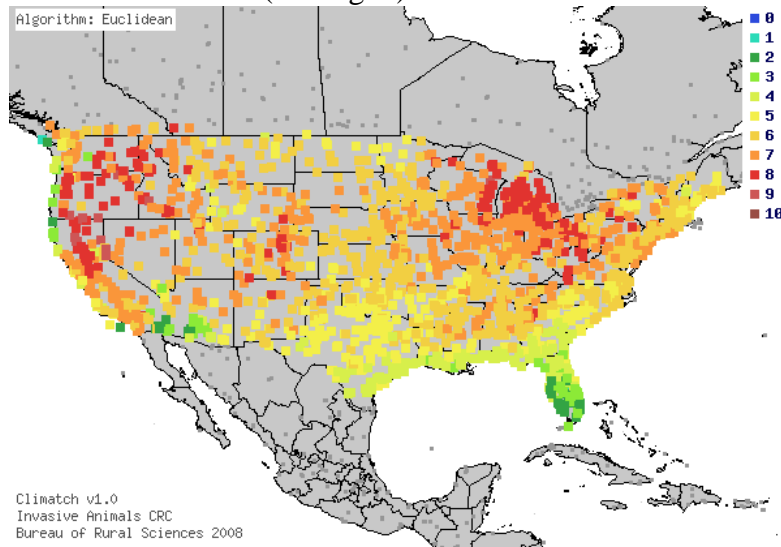 Algorithm: Euclidean
0
1
2
3
4
5
6
7
8
9
10
Climatch v1.0
Invasive Animals CRC
Bureau of Rural Sciences 2008